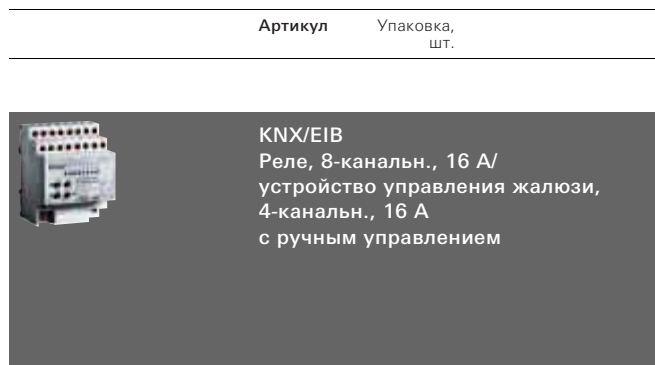 Артикул Упаковка,
шт.
KNX/EIB
Реле, 8-канальн., 16 А/
устройство управления жалюзи,
4-канальн., 16 А
с ручным управлением